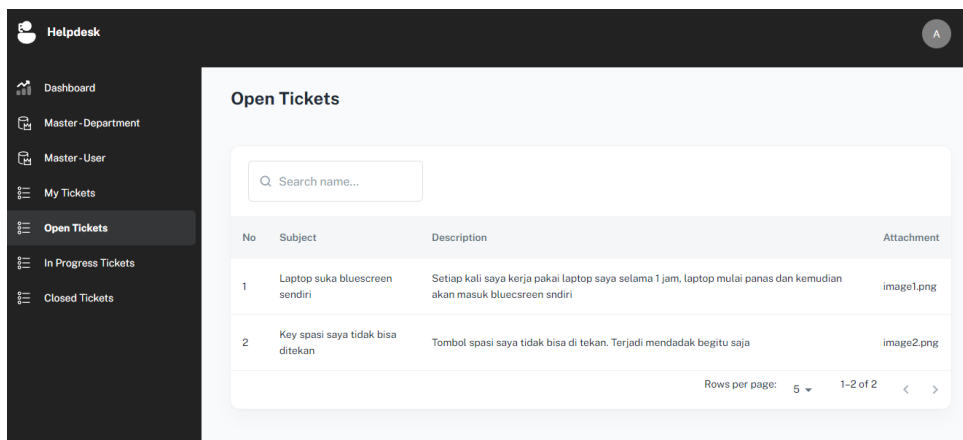 Helpdesk
A
Dashboard
Master-Department
Master-User
My Tickets
Open Tickets
In Progress Tickets
Closed Tickets
Open Tickets
Search name...
No Subject Description Attachment
1 Laptop suka bluescreen sendiri Setiap kali saya kerja pakai laptop saya selama 1 jam, laptop mulai panas dan kemudian akan masuk bluecsreen sndiri image1.png
2 Key spasi saya tidak bisa ditekan Tombol spasi saya tidak bisa di tekan. Terjadi mendadak begitu saja image2.png
Rows per page: 5 1–2 of 2